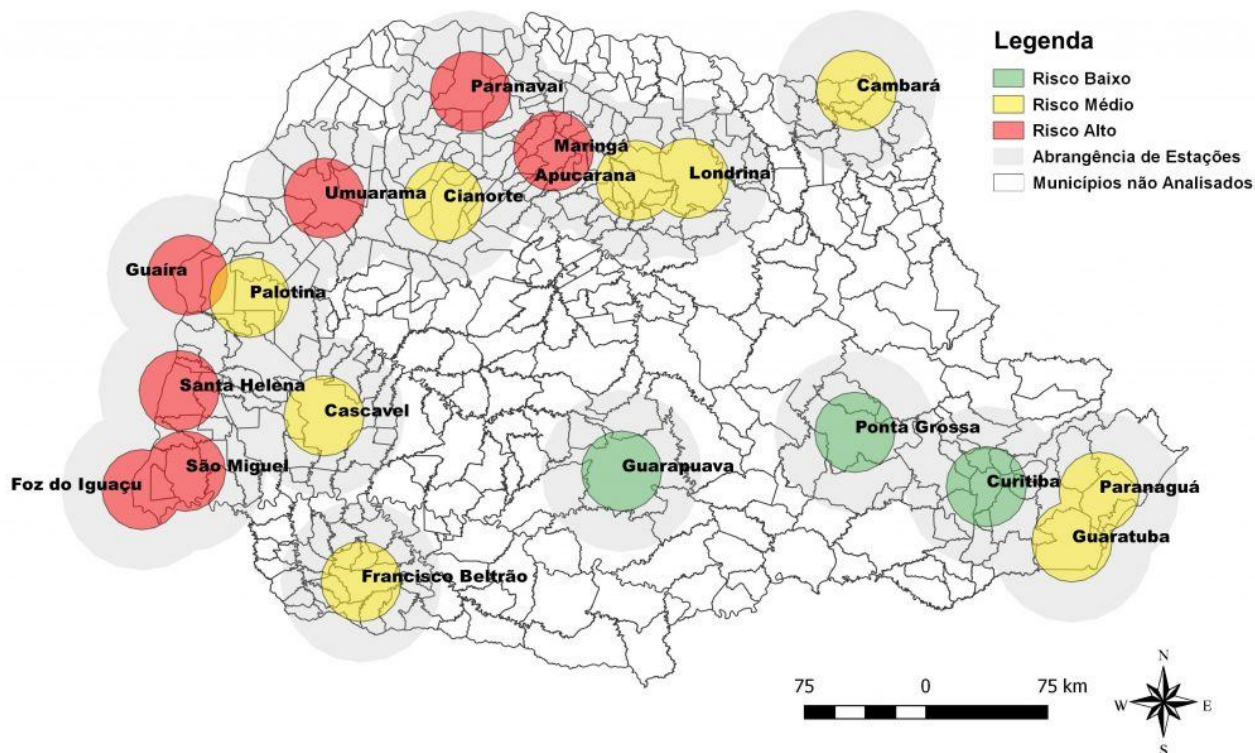 Legenda
Risco Baixo
Risco Médio
Risco Alto
Abrangência de Estações
Municípios não Analisados
Paranavaí
Cambará
Maringá
Apucarana
Londrina
Umuarama
Cianorte
Guaíra
Palotina
Santa Helena
Cascavel
São Miguel
Foz do Iguaçu
Francisco Beltrão
Guarapuava
Ponta Grossa
Curitiba
Paranaguá
Guaratuba
75 0 75 km
N
W E
S